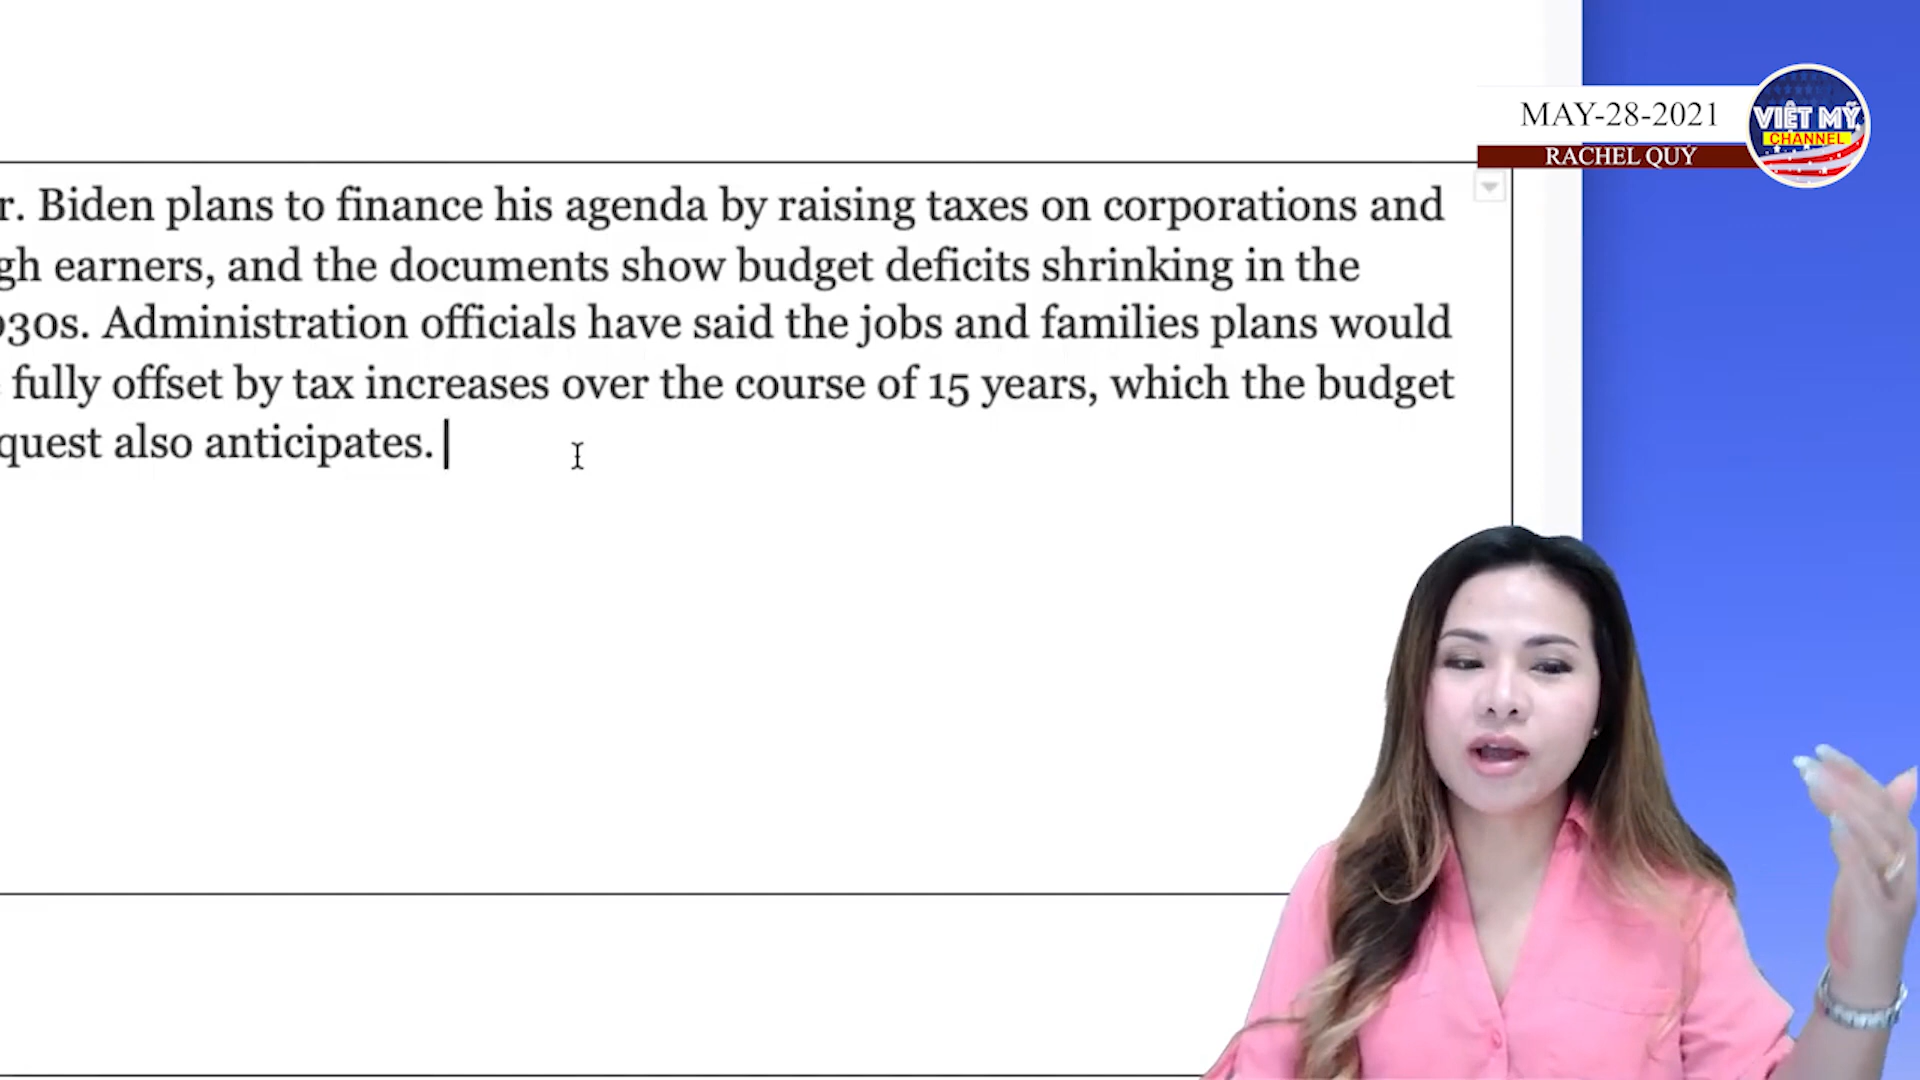 MAY-28-2021
RACHEL QUÝ
VIỆT MỸ
CHANNEL
r. Biden plans to finance his agenda by raising taxes on corporations and
gh earners, and the documents show budget deficits shrinking in the
030s. Administration officials have said the jobs and families plans would
fully offset by tax increases over the course of 15 years, which the budget
quest also anticipates.